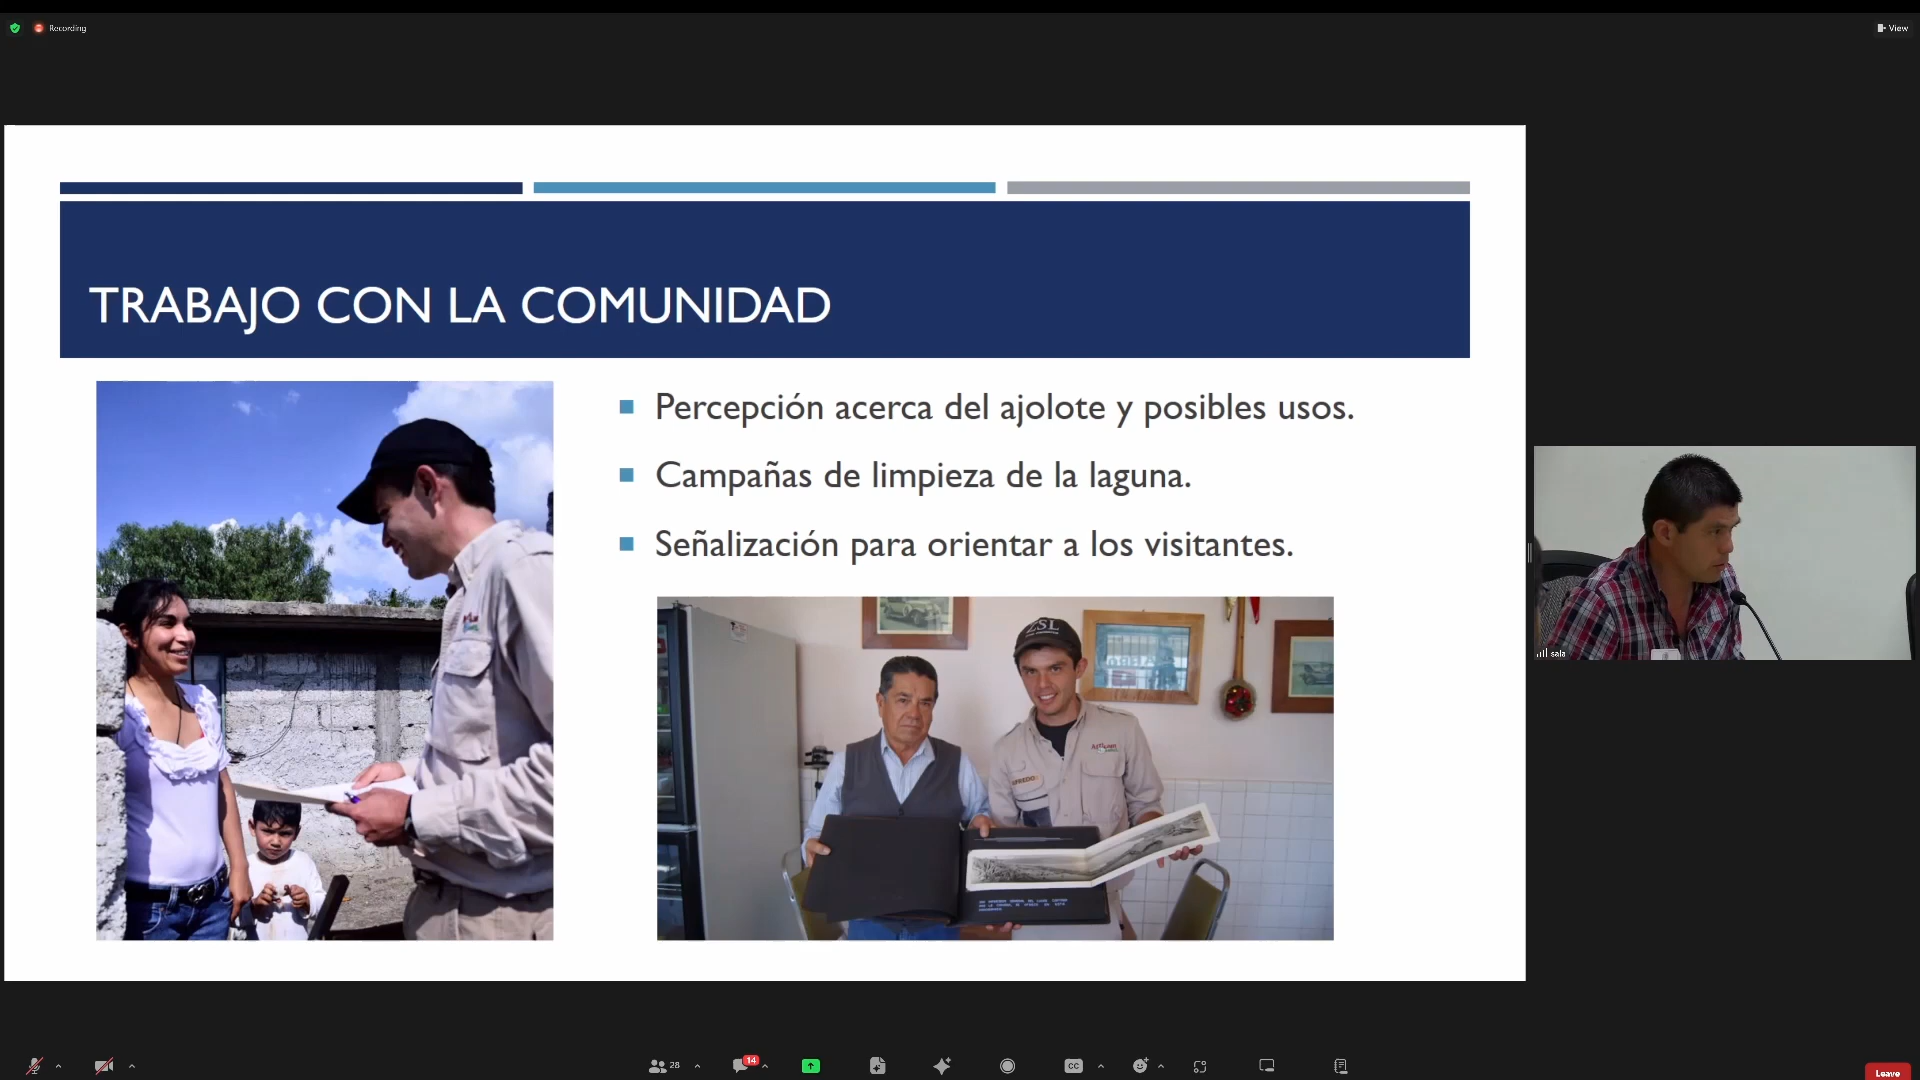 Recording
View
TRABAJO CON LA COMUNIDAD
Percepción acerca del ajolote y posibles usos.
Campañas de limpieza de la laguna.
Señalización para orientar a los visitantes.
ZSL
sala
28
14
CC
Leave